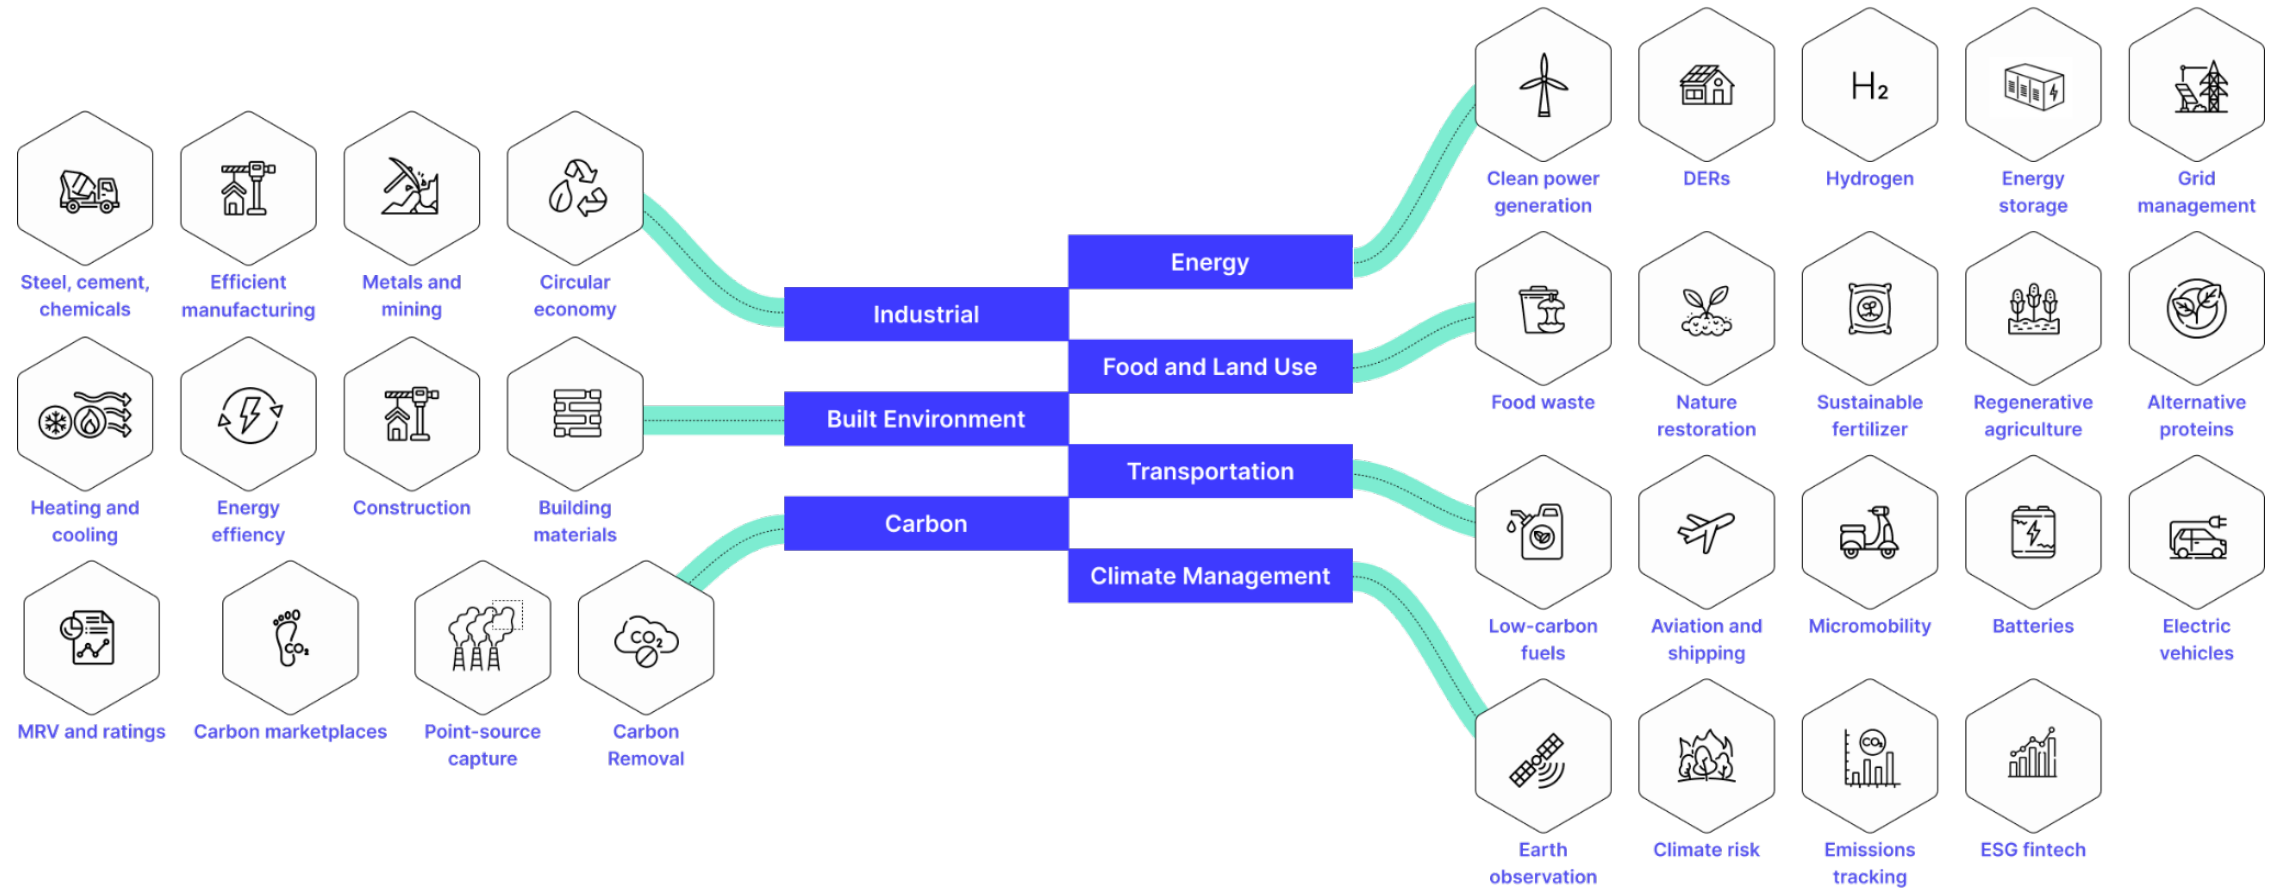 H₂
Clean power
generation
DERs
Hydrogen
Energy
storage
Grid
management
Steel, cement,
chemicals
Efficient
manufacturing
Metals and
mining
Circular
economy
Energy
Industrial
Food and Land Use
Built Environment
Transportation
Carbon
Climate Management
Food waste
Nature
restoration
Sustainable
fertilizer
Regenerative
agriculture
Alternative
proteins
Heating and
cooling
Energy
effiency
Construction
Building
materials
Low-carbon
fuels
Aviation and
shipping
Micromobility
Batteries
Electric
vehicles
CO₂
CO₂
MRV and ratings
Carbon marketplaces
Point-source
capture
Carbon
Removal
CO₂
Earth
observation
Climate risk
Emissions
tracking
ESG fintech